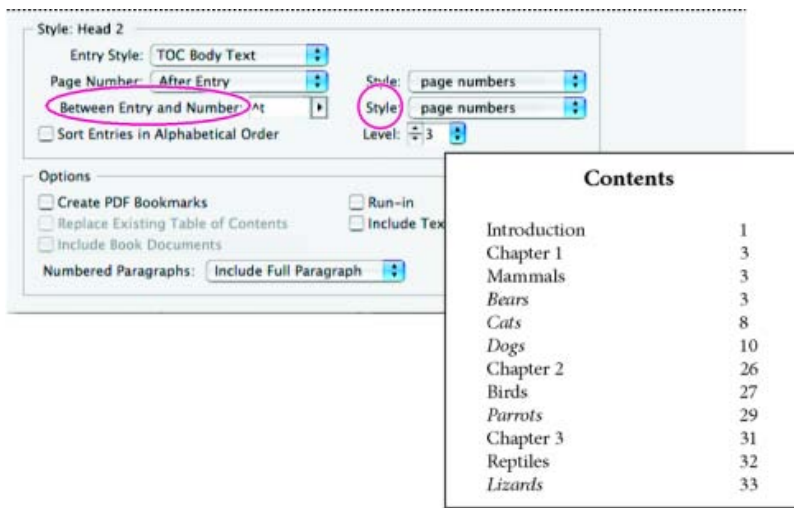 Style: Head 2
Entry Style: TOC Body Text
Page Number: After Entry Style: page numbers
Between Entry and Number: ^t Style page numbers
Sort Entries in Alphabetical Order Level: 3
Options
Create PDF Bookmarks Run-in
Replace Existing Table of Contents Include Tex
Include Book Documents
Numbered Paragraphs: Include Full Paragraph
Contents
Introduction 1
Chapter 1 3
Mammals 3
Bears 3
Cats 8
Dogs 10
Chapter 2 26
Birds 27
Parrots 29
Chapter 3 31
Reptiles 32
Lizards 33